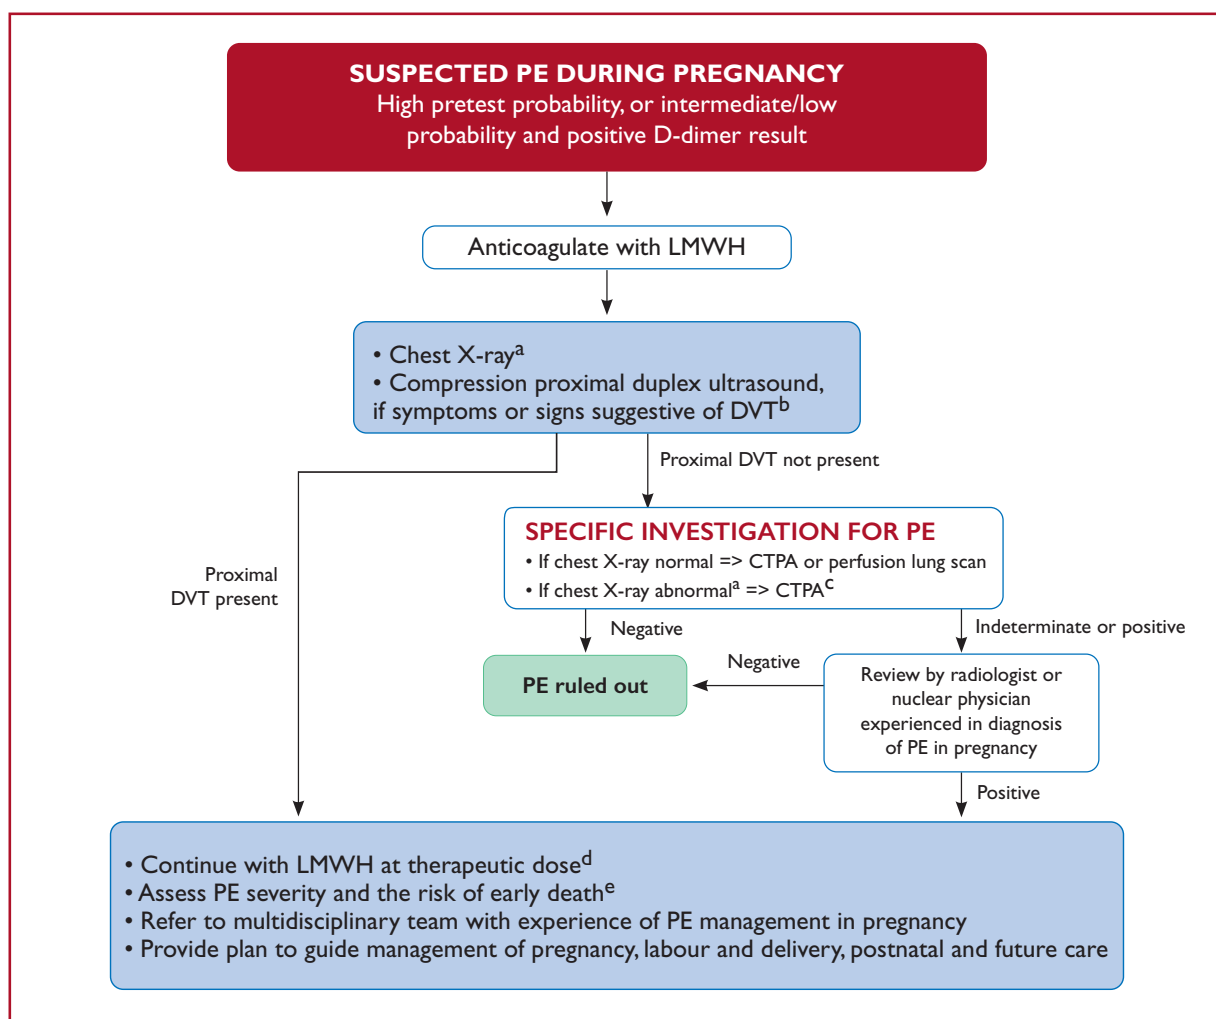 SUSPECTED PE DURING PREGNANCY
High pretest probability, or intermediate/low
probability and positive D-dimer result
Anticoagulate with LMWH
• Chest X-rayᵃ
• Compression proximal duplex ultrasound,
if symptoms or signs suggestive of DVTᵇ
Proximal DVT not present
Proximal
DVT present
SPECIFIC INVESTIGATION FOR PE
• If chest X-ray normal => CTPA or perfusion lung scan
• If chest X-ray abnormalᵃ => CTPAᶜ
Negative
Indeterminate or positive
PE ruled out
Negative
Review by radiologist or
nuclear physician
experienced in diagnosis
of PE in pregnancy
Positive
• Continue with LMWH at therapeutic doseᵈ
• Assess PE severity and the risk of early deathᵉ
• Refer to multidisciplinary team with experience of PE management in pregnancy
• Provide plan to guide management of pregnancy, labour and delivery, postnatal and future care